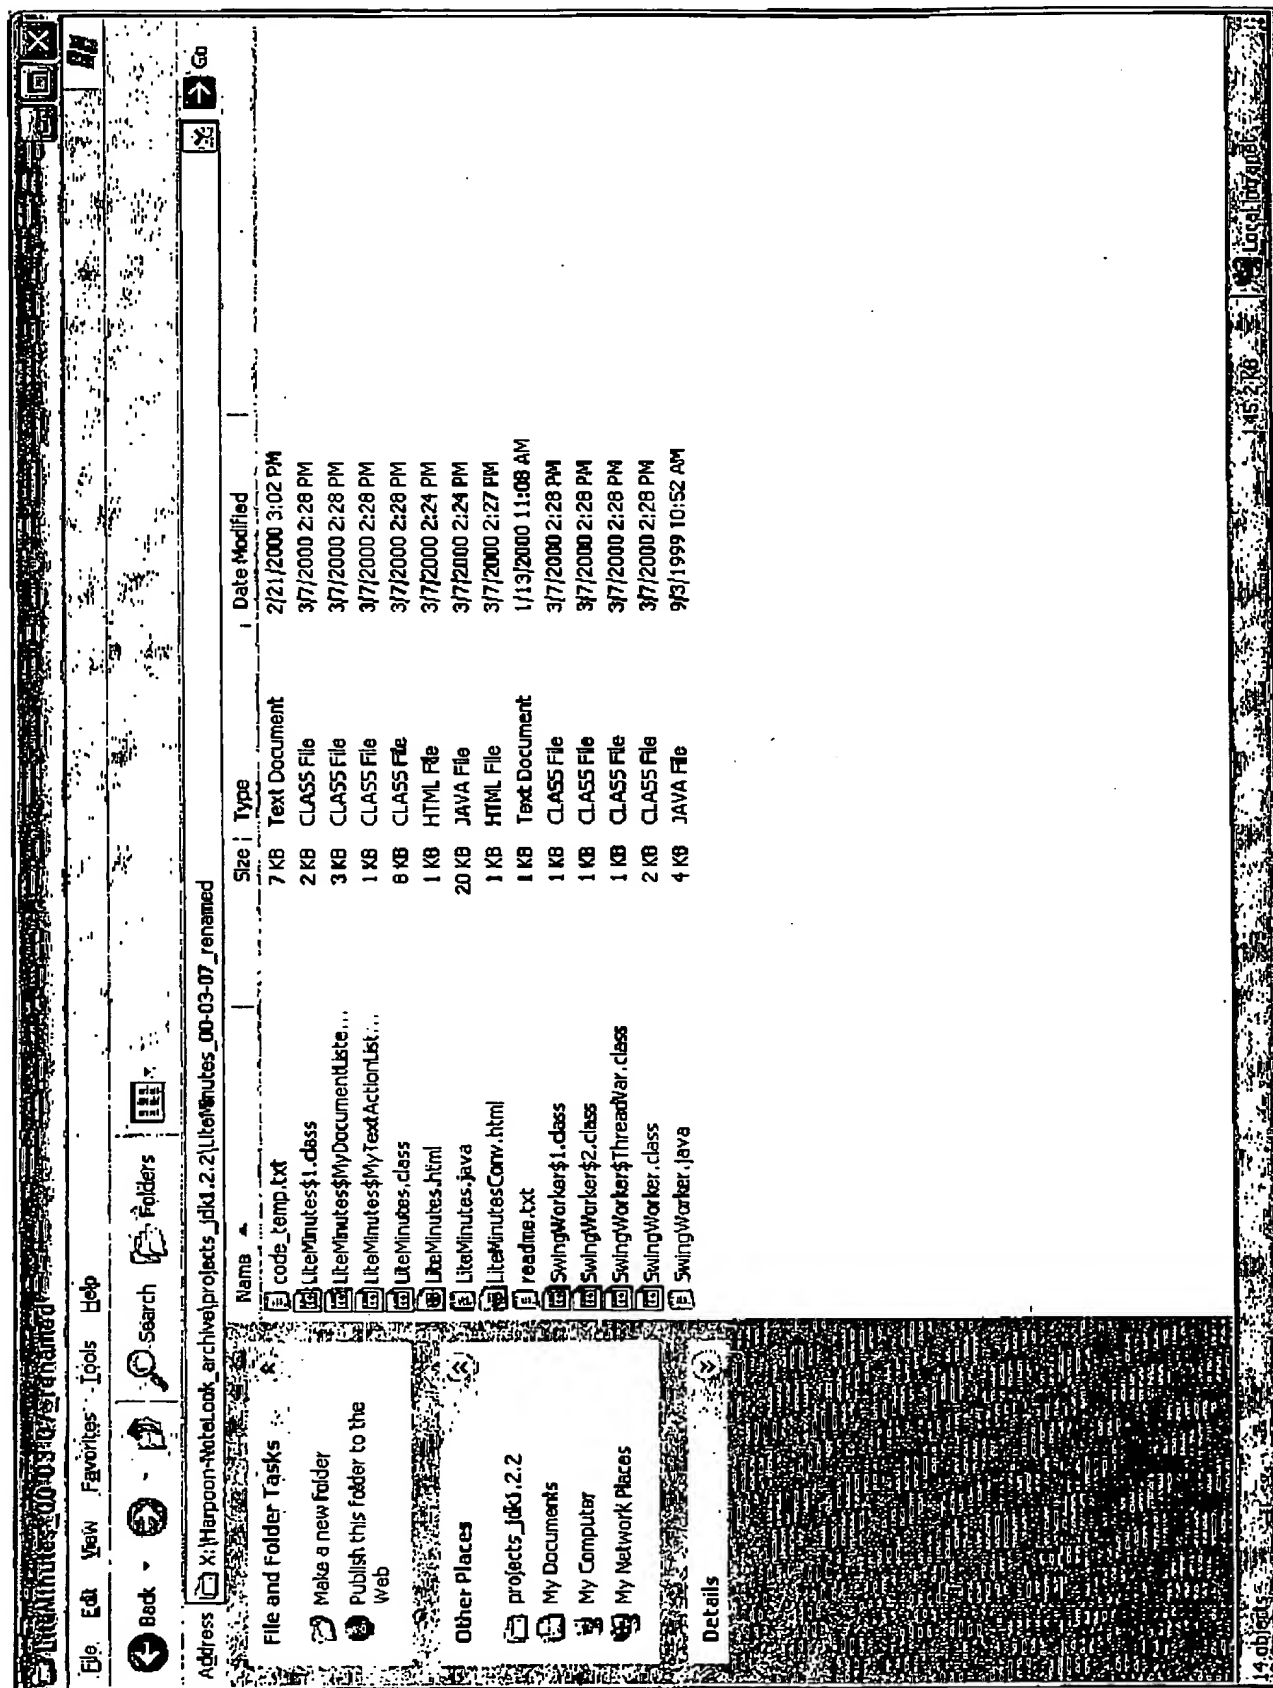 LiteMinutes_00-03-07_renamed
File Edit View Favorites Tools Help
Back Search Folders
Address X:\Harpoon-NoteLook_archive\projects_jdk1.2.2\LiteMinutes_00-03-07_renamed Go
File and Folder Tasks
Make a new folder
Publish this folder to the
Web
Other Places
projects_jdk1.2.2
My Documents
My Computer
My Network Places
Details
Name Size Type Date Modified
code_temp.txt 7 KB Text Document 2/21/2000 3:02 PM
LiteMinutes$1.class 2 KB CLASS File 3/7/2000 2:28 PM
LiteMinutes$MyDocumentListe... 3 KB CLASS File 3/7/2000 2:28 PM
LiteMinutes$MyTextActionList... 1 KB CLASS File 3/7/2000 2:28 PM
LiteMinutes.class 8 KB CLASS File 3/7/2000 2:28 PM
LiteMinutes.html 1 KB HTML File 3/7/2000 2:24 PM
LiteMinutes.java 20 KB JAVA File 3/7/2000 2:24 PM
LiteMinutesConv.html 1 KB HTML File 3/7/2000 2:27 PM
readme.txt 1 KB Text Document 1/13/2000 11:08 AM
SwingWorker$1.class 1 KB CLASS File 3/7/2000 2:28 PM
SwingWorker$2.class 1 KB CLASS File 3/7/2000 2:28 PM
SwingWorker$ThreadVar.class 1 KB CLASS File 3/7/2000 2:28 PM
SwingWorker.class 2 KB CLASS File 3/7/2000 2:28 PM
SwingWorker.java 4 KB JAVA File 9/3/1999 10:52 AM
14 objects 45.2 KB Local intranet